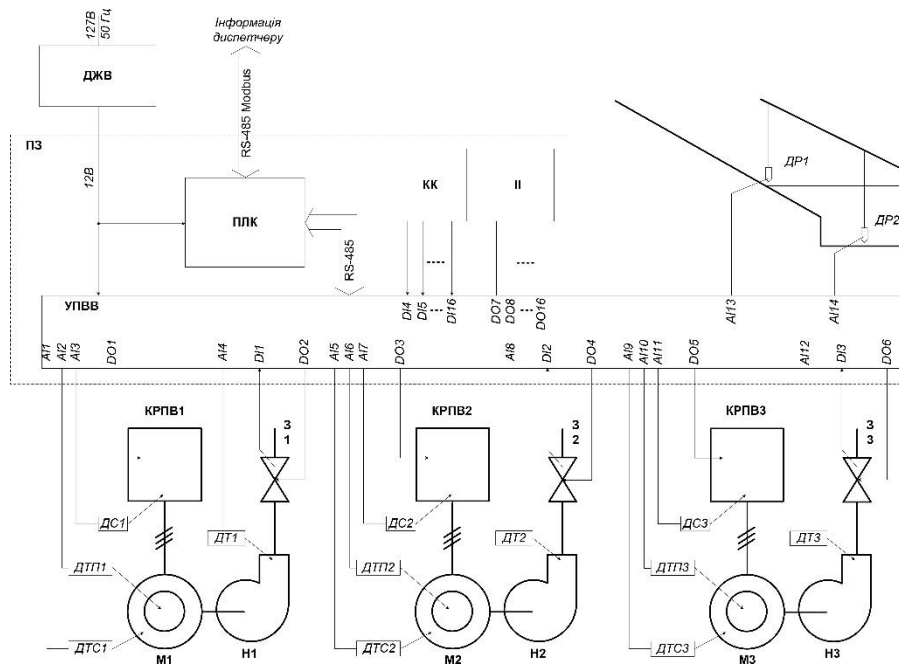 127В
50 Гц
Інформація
диспетчеру
ДЖВ
RS-485 Modbus
ПЗ
12В
ПЛК
КК
ІІ
ДР1
ДР2
RS-485
УПВВ
DI4
DI5
DI16
DO7
DO8
DO16
AI13
AI14
AI1
AI2
AI3
DO1
AI4
DI1
DO2
AI5
AI6
AI7
DO3
AI8
DI2
DO4
AI9
AI10
AI11
DO5
AI12
DI3
DO6
КРПВ1
З
1
КРПВ2
З
2
КРПВ3
З
3
ДС1
ДТ1
ДС2
ДТ2
ДС3
ДТ3
ДТП1
ДТП2
ДТП3
ДТС1
М1
Н1
ДТС2
М2
Н2
ДТС3
М3
Н3